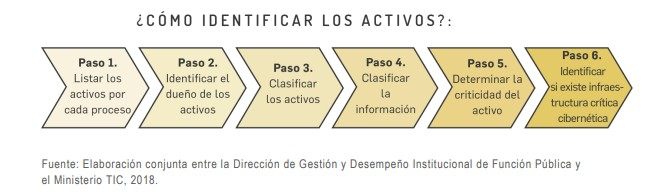 ¿CÓMO IDENTIFICAR LOS ACTIVOS?:
Paso 1.
Listar los
activos por
cada proceso
Paso 2.
Identificar el
dueño de los
activos
Paso 3.
Clasificar
los activos
Paso 4.
Clasificar
la
información
Paso 5.
Determinar la
criticidad del
activo
Paso 6.
Identificar
si existe infraes-
tructura crítica
cibernética
Fuente: Elaboración conjunta entre la Dirección de Gestión y Desempeño Institucional de Función Pública y
el Ministerio TIC, 2018.